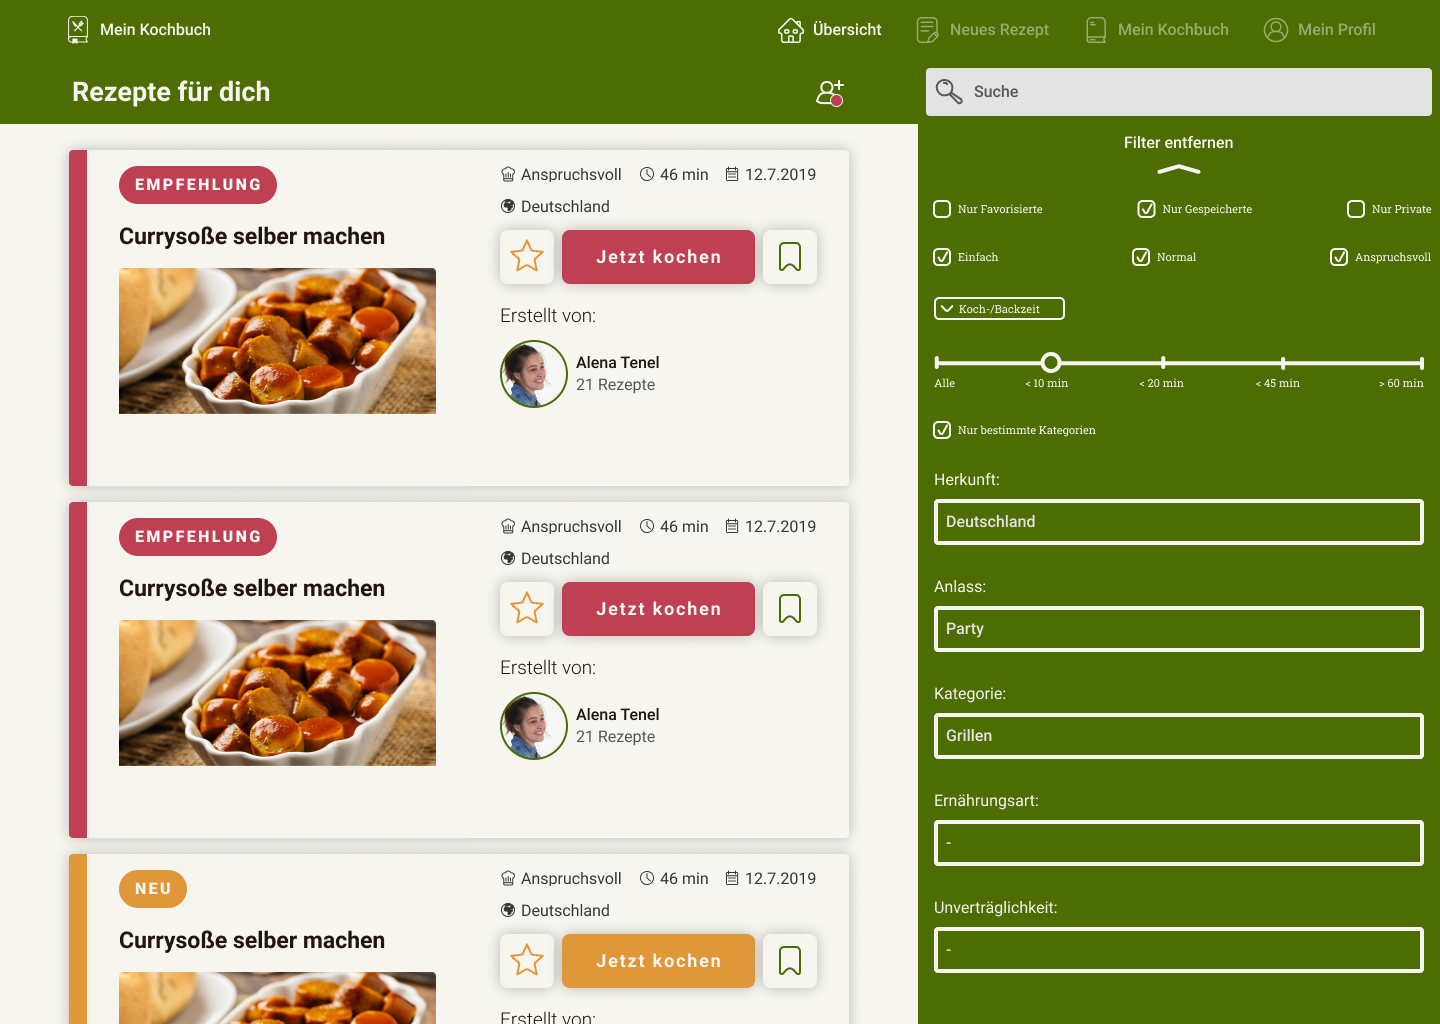 Mein Kochbuch
Übersicht
Neues Rezept
Mein Kochbuch
Mein Profil
Rezepte für dich
Suche
EMPFEHLUNG
Currysoße selber machen
Anspruchsvoll
46 min
12.7.2019
Deutschland
Jetzt kochen
Erstellt von:
Alena Tenel
21 Rezepte
EMPFEHLUNG
Currysoße selber machen
Anspruchsvoll
46 min
12.7.2019
Deutschland
Jetzt kochen
Erstellt von:
Alena Tenel
21 Rezepte
NEU
Currysoße selber machen
Anspruchsvoll
46 min
12.7.2019
Deutschland
Jetzt kochen
Erstellt von:
Filter entfernen
Nur Favorisierte
Nur Gespeicherte
Nur Private
Einfach
Normal
Anspruchsvoll
Koch-/Backzeit
Alle
< 10 min
< 20 min
< 45 min
> 60 min
Nur bestimmte Kategorien
Herkunft:
Deutschland
Anlass:
Party
Kategorie:
Grillen
Ernährungsart:
-
Unverträglichkeit:
-